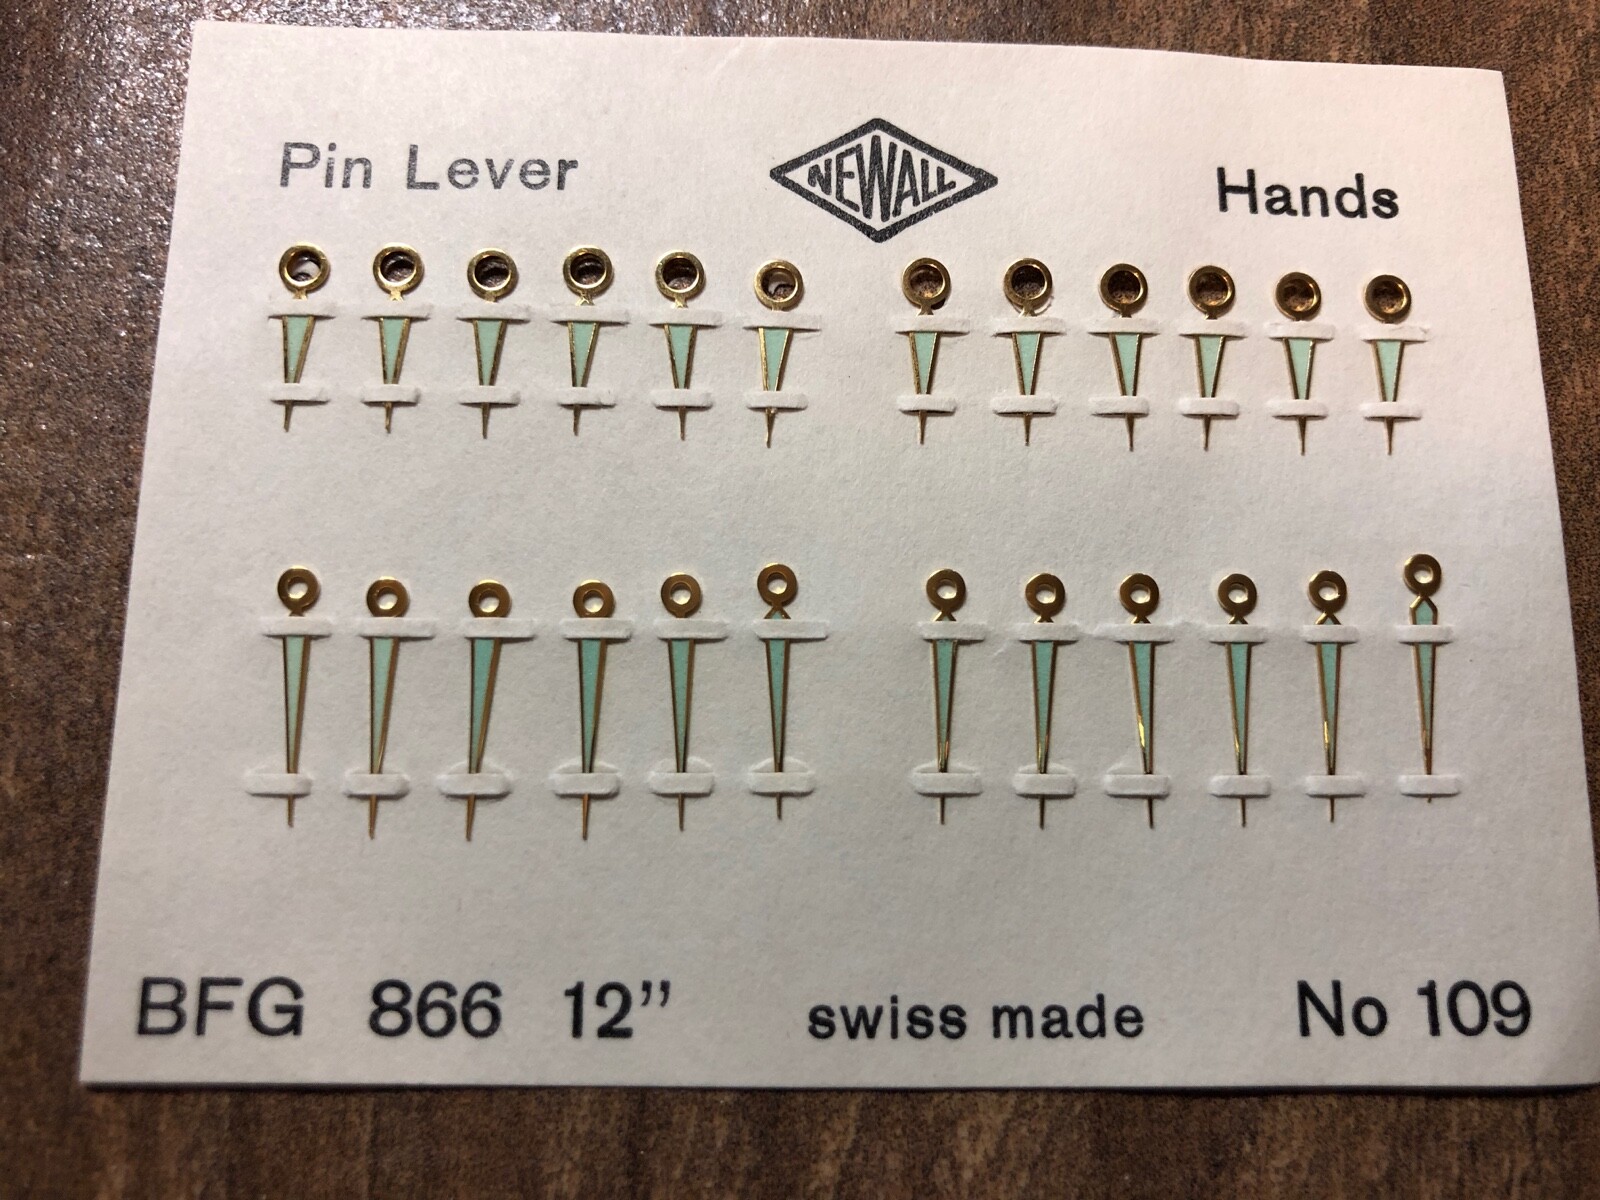 Pin Lever NEWALL Hands
BFG 866 12” swiss made No 109